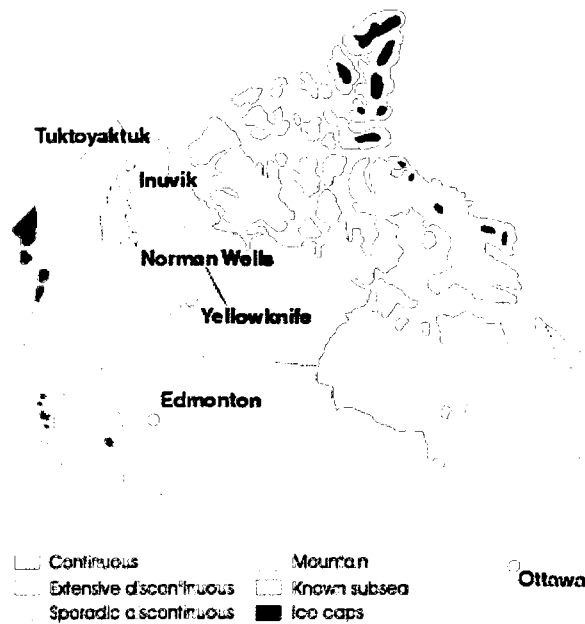 Tuktoyaktuk
Inuvik
Norman Wells
Yellowknife
Edmonton
Continuous
Mountain
Ottawa
Extensive discontinuous
Known subsea
Sporadic discontinuous
Ice caps